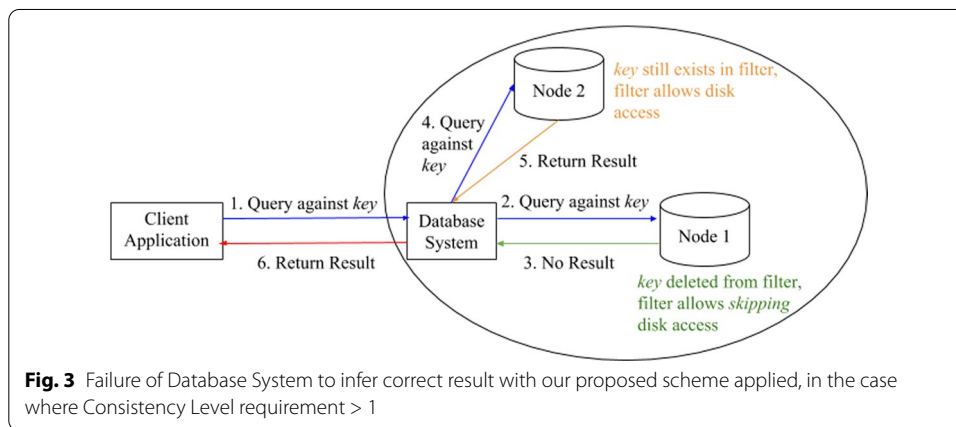 Node 2
key still exists in filter,
filter allows disk
access
4. Query
against
key
5. Return Result
1. Query against key
2. Query against key
Client
Application
Database
System
Node 1
6. Return Result
3. No Result
key deleted from filter,
filter allows skipping
disk access
Fig. 3 Failure of Database System to infer correct result with our proposed scheme applied, in the case
where Consistency Level requirement > 1